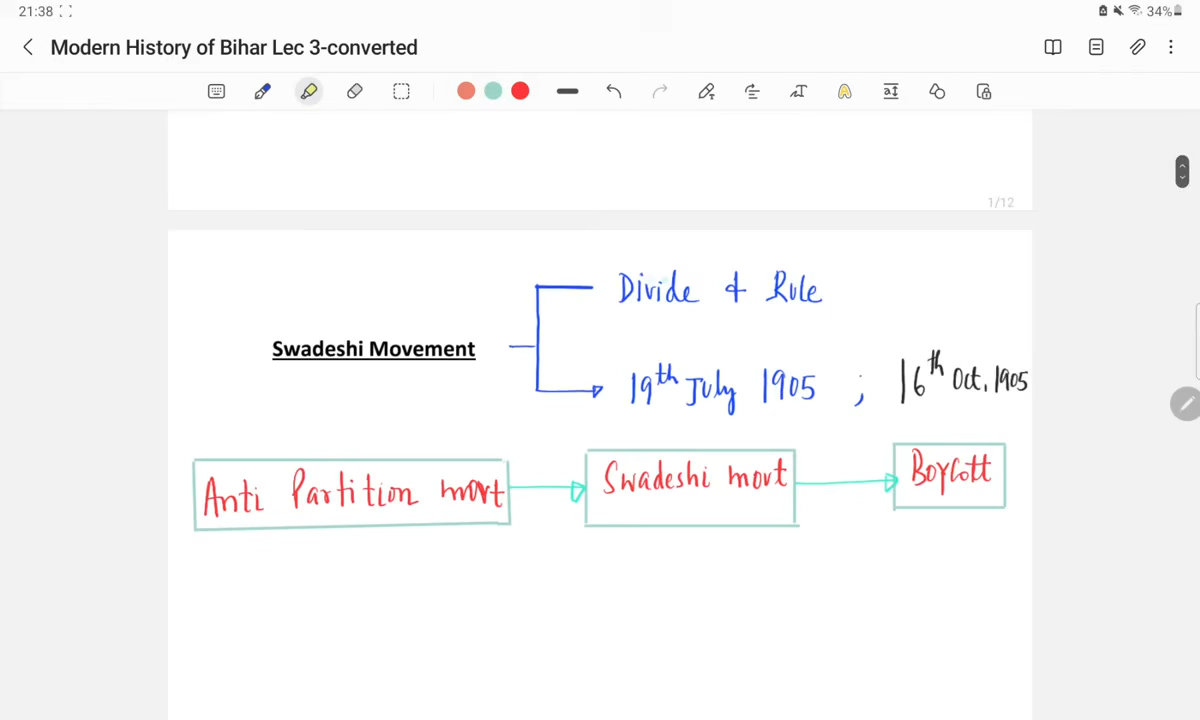 21:38
34%
Modern History of Bihar Lec 3-converted
1/12
Divide & Rule
Swadeshi Movement
19th July 1905 ; 16th Oct. 1905
Anti Partition movt
Swadeshi movt
Boycott